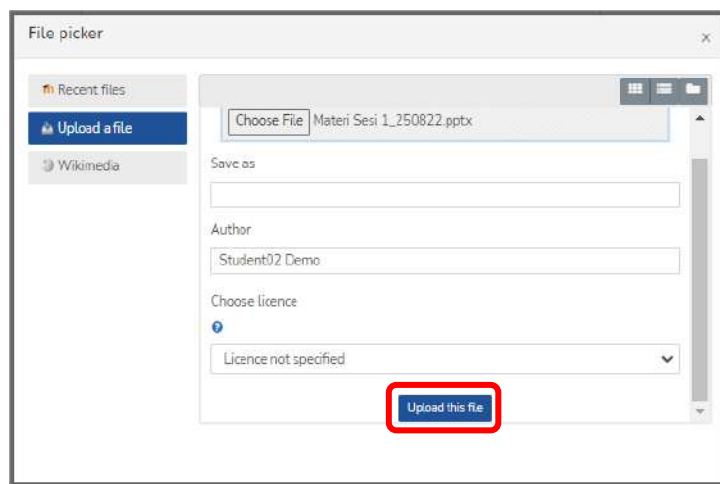 File picker
×
Recent files
Upload a file
Wikimedia
Choose File Materi Sesi 1_250822.pptx
Save as
Author
Student02 Demo
Choose licence
Licence not specified
Upload this file